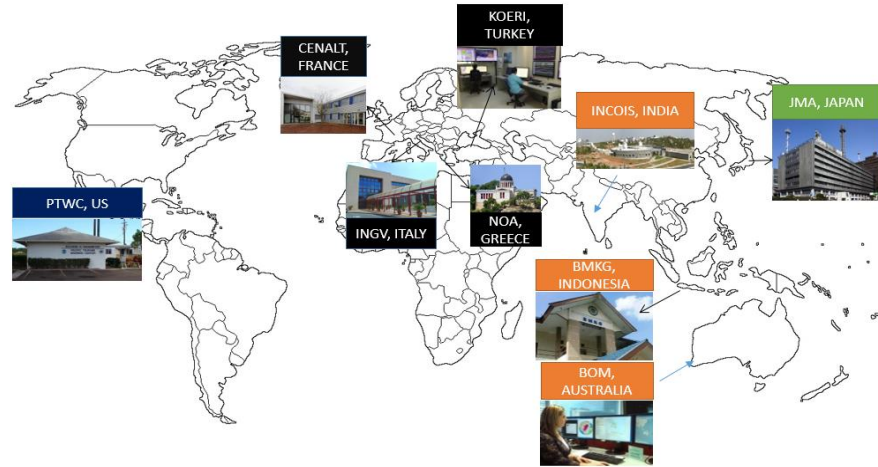 KOERI,
TURKEY
CENALT,
FRANCE
INCOIS, INDIA
JMA, JAPAN
PTWC, US
INGV, ITALY
NOA,
GREECE
BMKG,
INDONESIA
B M K G
BOM,
AUSTRALIA